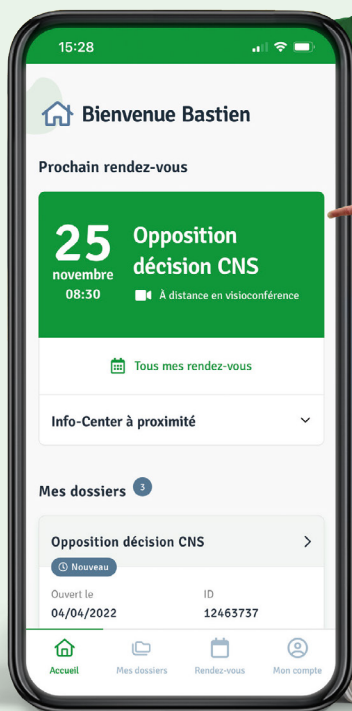 15:28
Bienvenue Bastien
Prochain rendez-vous
25
novembre
08:30
Opposition
décision CNS
À distance en visioconférence
Tous mes rendez-vous
Info-Center à proximité
Mes dossiers 3
Opposition décision CNS
Nouveau
Ouvert le
04/04/2022
ID
12463737
Accueil
Mes dossiers
Rendez-vous
Mon compte